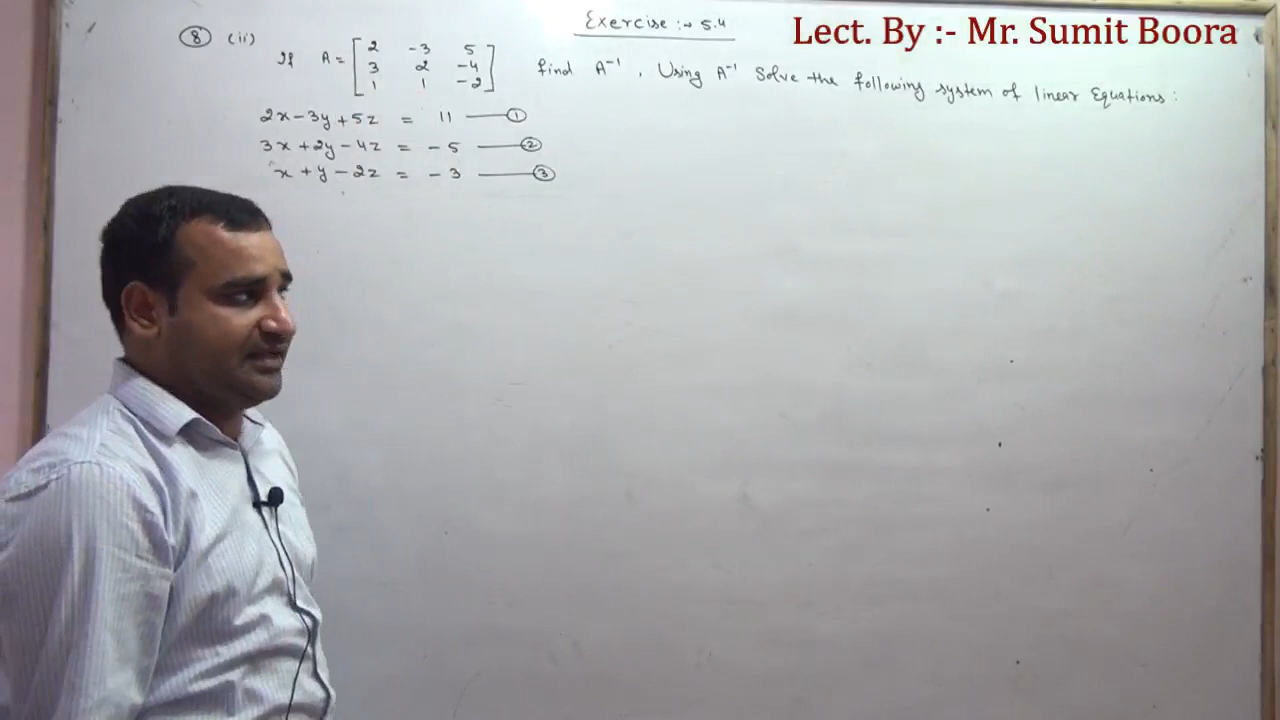 Exercise :→ 5.4
Lect. By :- Mr. Sumit Boora
8 (ii) If A = [ 2 -3 5
3 2 -4
1 1 -2 ] find A⁻¹ . Using A⁻¹ Solve the following system of linear Equations :
2x - 3y + 5z = 11 — 1
3x + 2y - 4z = - 5 — 2
x + y - 2z = - 3 — 3